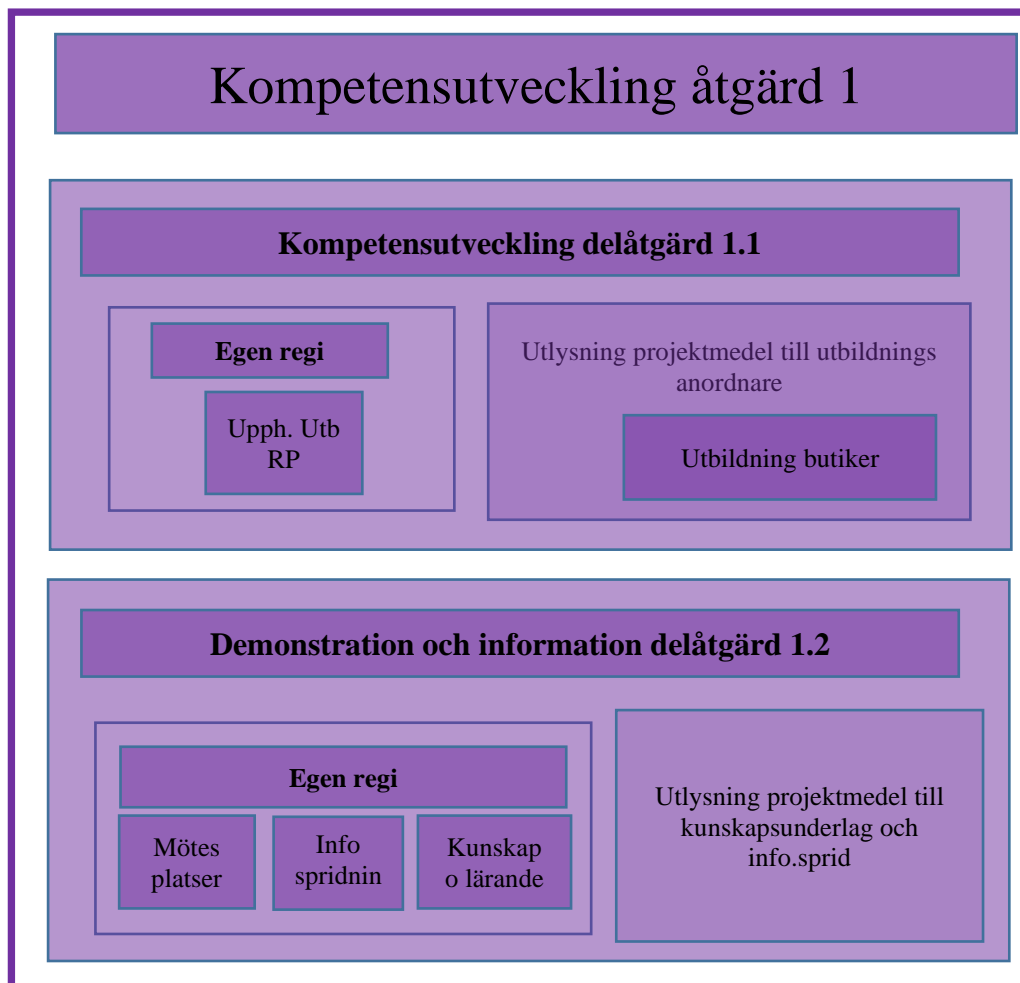 Kompetensutveckling åtgärd 1
Kompetensutveckling delåtgärd 1.1
Egen regi
Upph. Utb
RP
Utlysning projektmedel till utbildnings
anordnare
Utbildning butiker
Demonstration och information delåtgärd 1.2
Egen regi
Mötes
platser
Info
spridnin
Kunskap
o lärande
Utlysning projektmedel till
kunskapsunderlag och
info.sprid